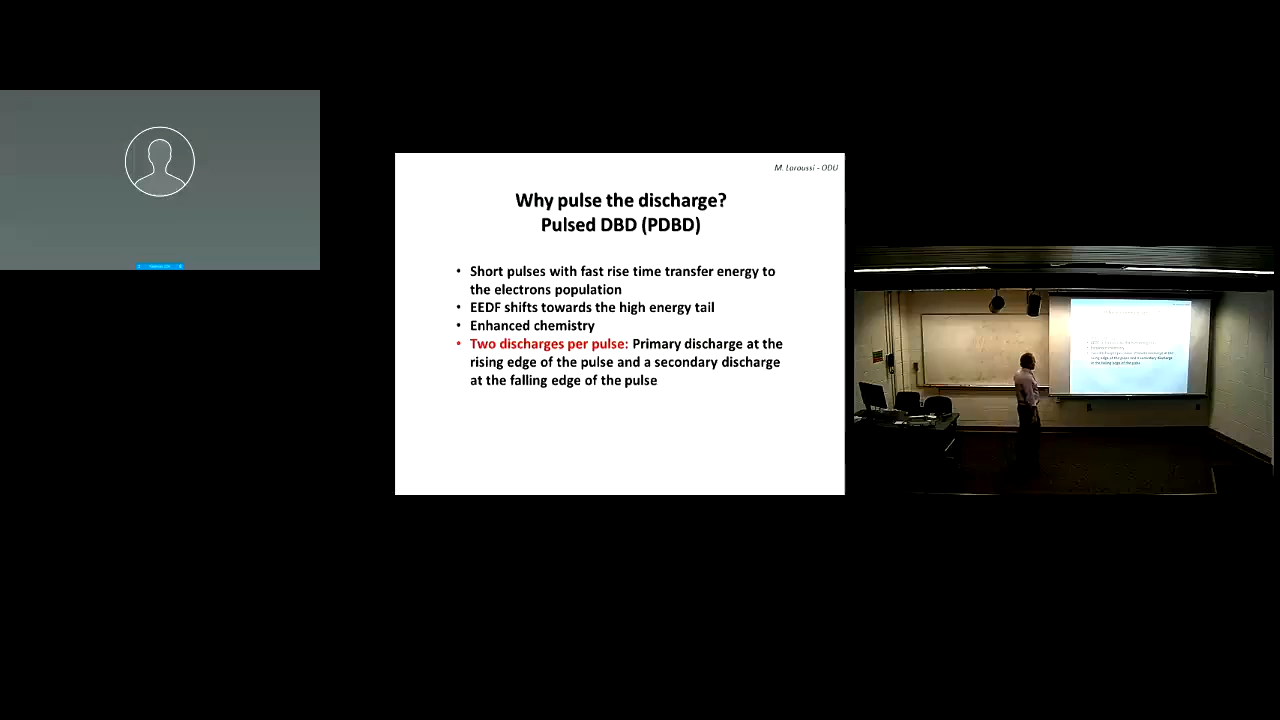 M. Laroussi - ODU
Why pulse the discharge?
Pulsed DBD (PDBD)
• Short pulses with fast rise time transfer energy to
the electrons population
• EEDF shifts towards the high energy tail
• Enhanced chemistry
• Two discharges per pulse: Primary discharge at the
rising edge of the pulse and a secondary discharge
at the falling edge of the pulse